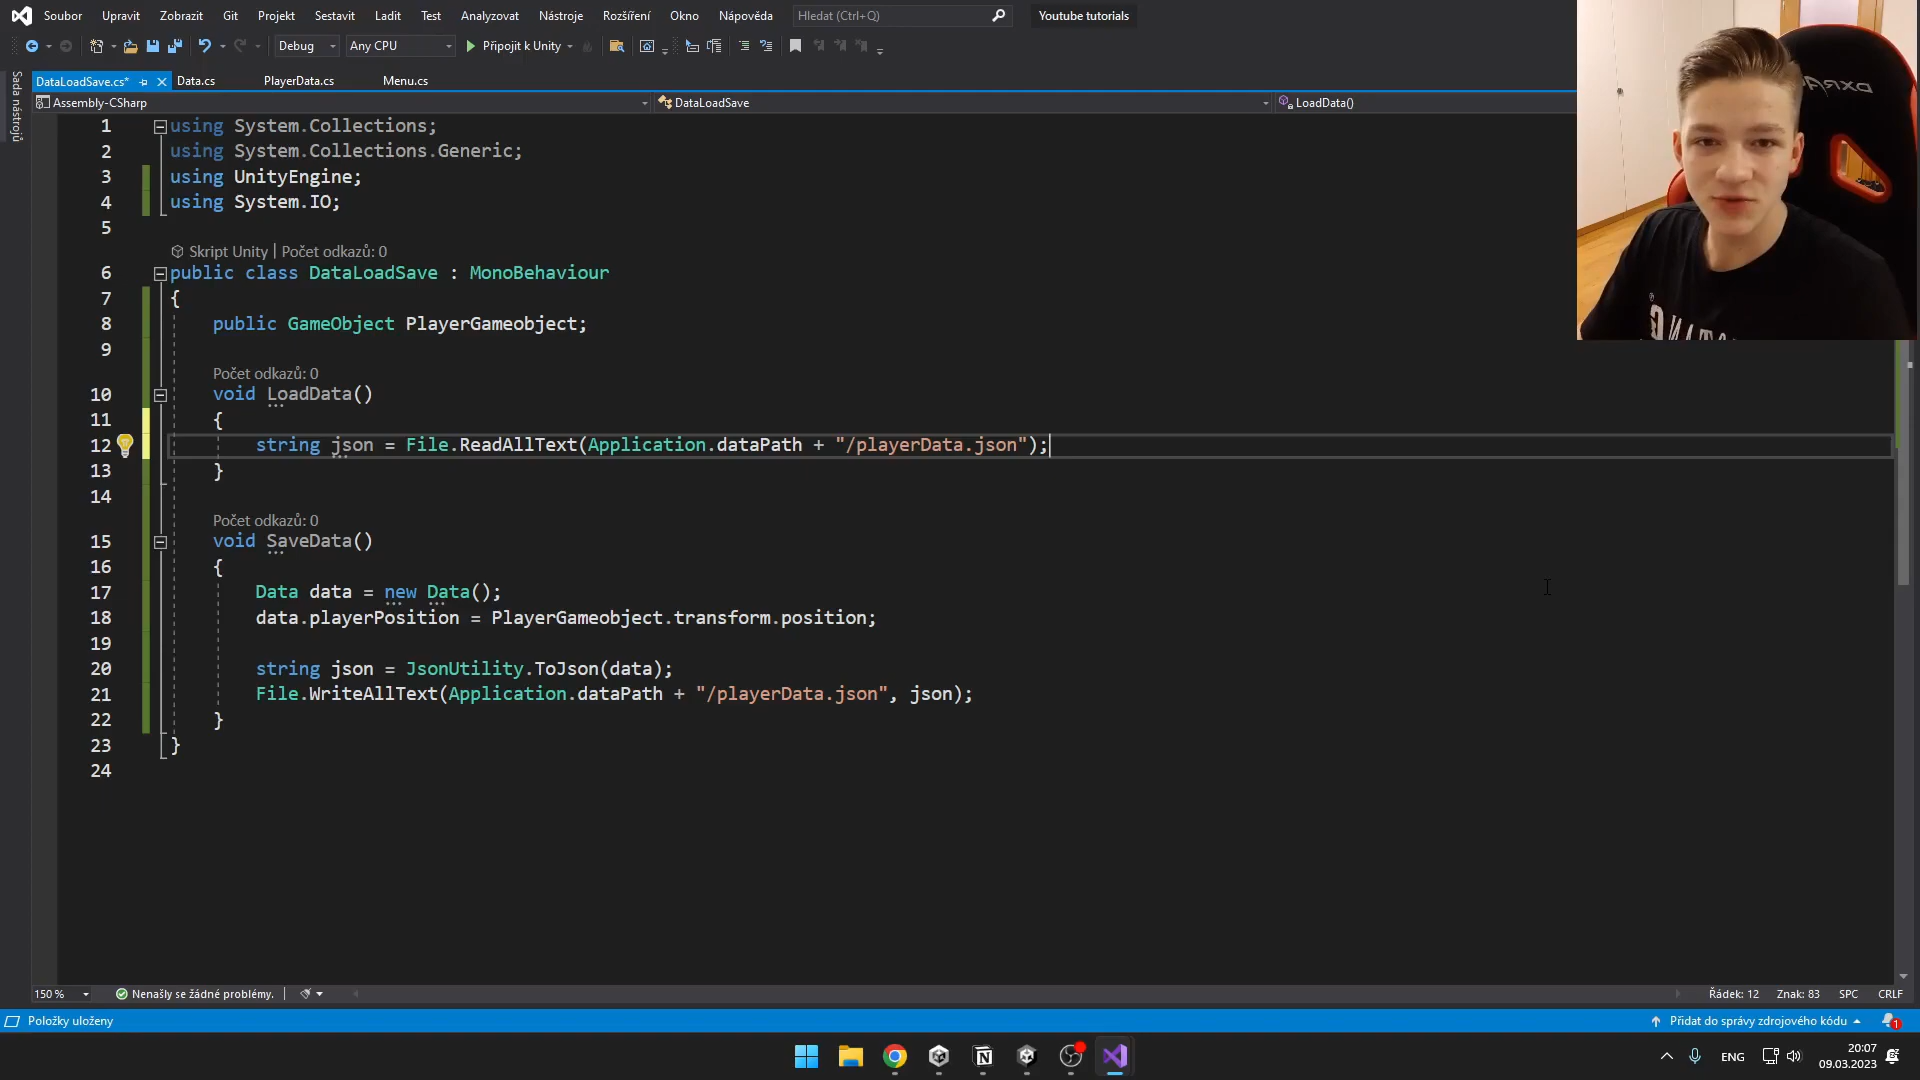 Soubor Upravit Zobrazit Git Projekt Sestavit Ladit Test Analyzovat Nástroje Rozšíření Okno Nápověda Hledat (Ctrl+Q) Youtube tutorials
Debug Any CPU Připojit k Unity
DataLoadSave.cs* Data.cs PlayerData.cs Menu.cs
Assembly-CSharp DataLoadSave LoadData()
Sada nástrojů
1 using System.Collections;
2 using System.Collections.Generic;
3 using UnityEngine;
4 using System.IO;
5
Skript Unity | Počet odkazů: 0
6 public class DataLoadSave : MonoBehaviour
7 {
8 public GameObject PlayerGameobject;
9
Počet odkazů: 0
10 void LoadData()
11 {
12 string json = File.ReadAllText(Application.dataPath + "/playerData.json");
13 }
14
Počet odkazů: 0
15 void SaveData()
16 {
17 Data data = new Data();
18 data.playerPosition = PlayerGameobject.transform.position;
19
20 string json = JsonUtility.ToJson(data);
21 File.WriteAllText(Application.dataPath + "/playerData.json", json);
22 }
23 }
24
150 % Nenašly se žádné problémy. Řádek: 12 Znak: 83 SPC CRLF
Položky uloženy Přidat do správy zdrojového kódu 1
ENG 20:07
09.03.2023